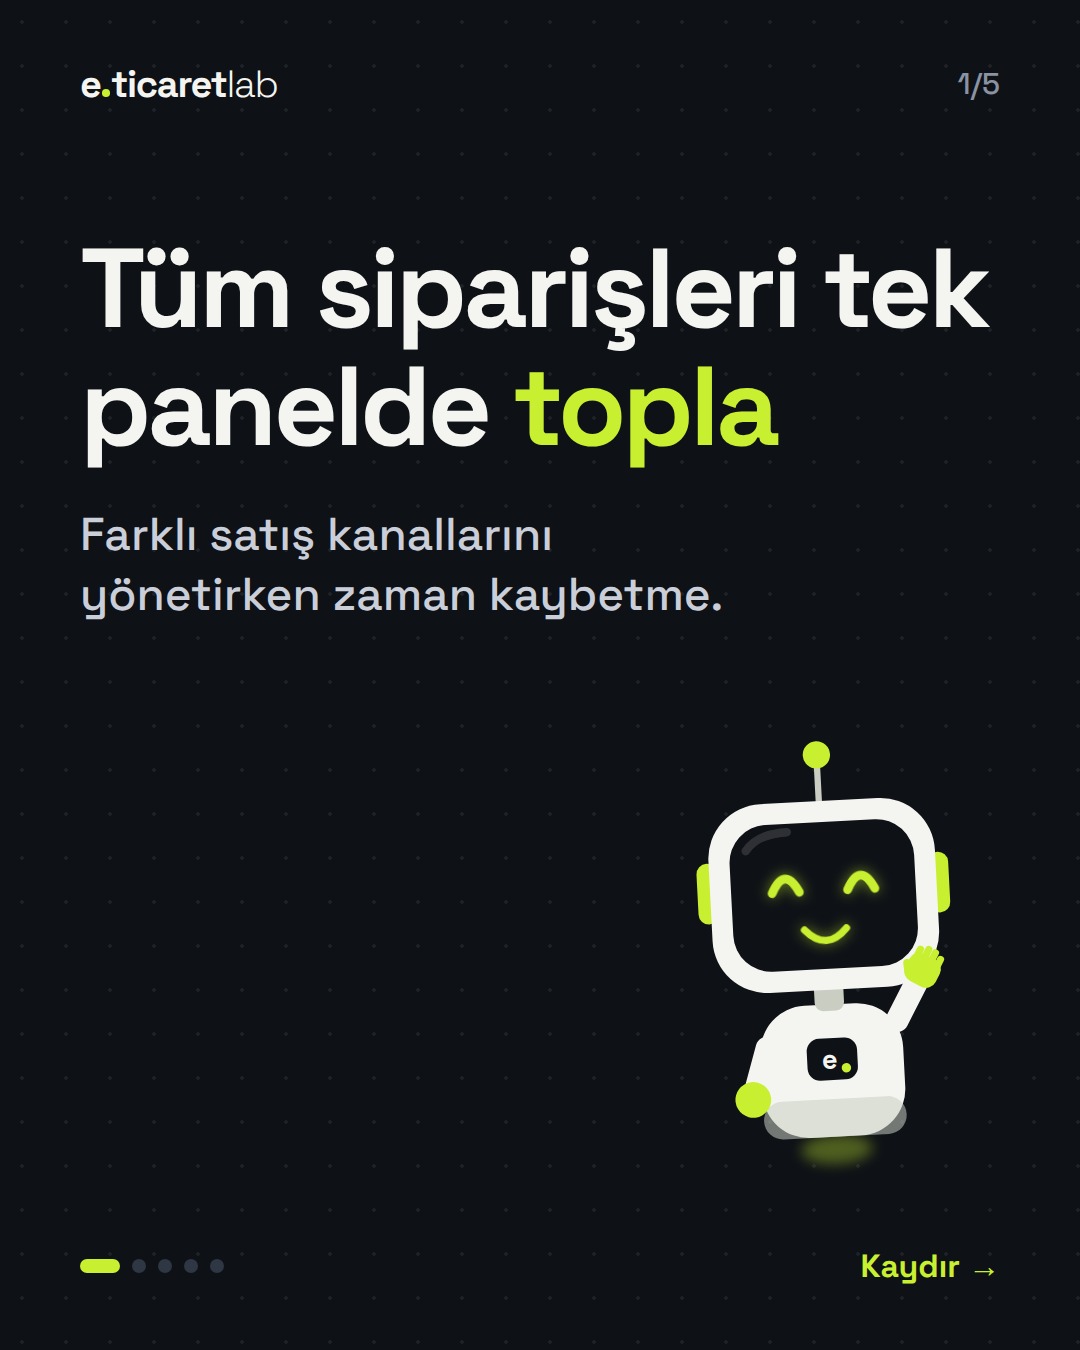 e.ticaretlab
1/5
Tüm siparişleri tek
panelde topla
Farklı satış kanallarını
yönetirken zaman kaybetme.
e.
Kaydır →